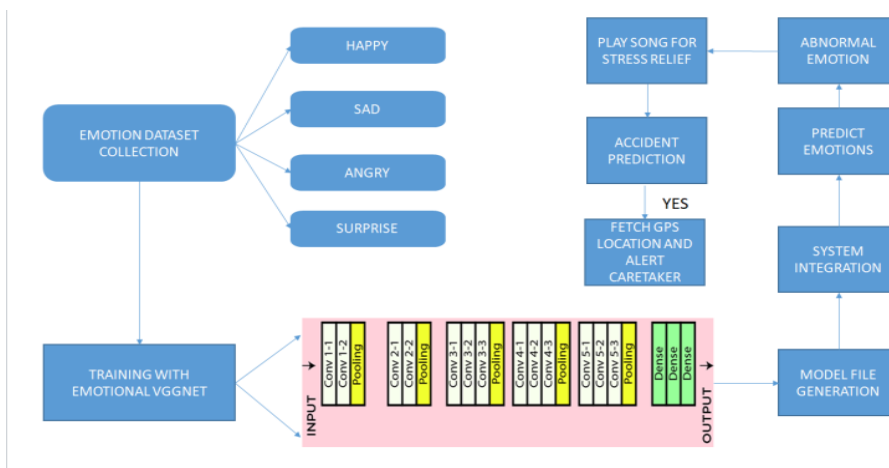 HAPPY
SAD
ANGRY
SURPRISE
EMOTION DATASET
COLLECTION
TRAINING WITH
EMOTIONAL VGGNET
INPUT
Conv 1-1
Conv 1-2
Pooling
Conv 2-1
Conv 2-2
Pooling
Conv 3-1
Conv 3-2
Conv 3-3
Pooling
Conv 4-1
Conv 4-2
Conv 4-3
Pooling
Conv 5-1
Conv 5-2
Conv 5-3
Pooling
Dense
Dense
Dense
OUTPUT
MODEL FILE
GENERATION
SYSTEM
INTEGRATION
PREDICT
EMOTIONS
ABNORMAL
EMOTION
PLAY SONG FOR
STRESS RELIEF
ACCIDENT
PREDICTION
YES
FETCH GPS
LOCATION AND
ALERT
CARETAKER